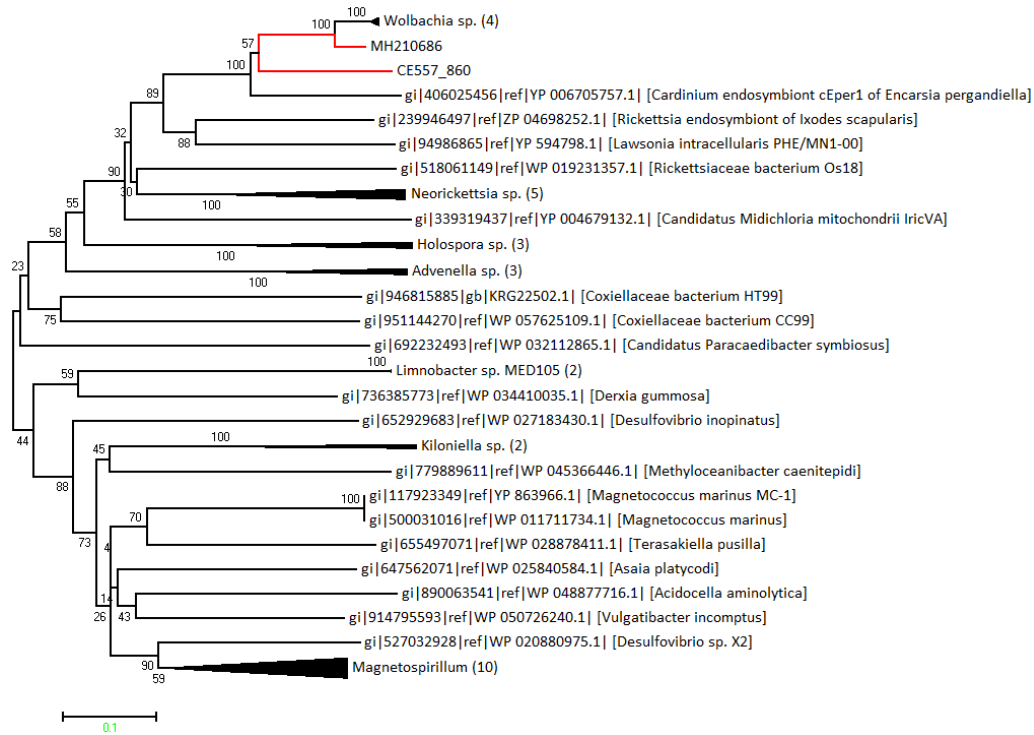 100
Wolbachia sp. (4)
100
MH210686
57
CE557_860
100
gi|406025456|ref|YP 006705757.1| [Cardinium endosymbiont cEper1 of Encarsia pergandiella]
89
gi|239946497|ref|ZP 04698252.1| [Rickettsia endosymbiont of Ixodes scapularis]
32
88
gi|94986865|ref|YP 594798.1| [Lawsonia intracellularis PHE/MN1-00]
90
gi|518061149|ref|WP 019231357.1| [Rickettsiaceae bacterium Os18]
30
Neorickettsia sp. (5)
100
55
gi|339319437|ref|YP 004679132.1| [Candidatus Midichloria mitochondrii IricVA]
58
Holospora sp. (3)
100
23
Advenella sp. (3)
100
gi|946815885|gb|KRG22502.1| [Coxiellaceae bacterium HT99]
75
gi|951144270|ref|WP 057625109.1| [Coxiellaceae bacterium CC99]
gi|692232493|ref|WP 032112865.1| [Candidatus Paracaedibacter symbiosus]
100
Limnobacter sp. MED105 (2)
59
gi|736385773|ref|WP 034410035.1| [Derxia gummosa]
44
gi|652929683|ref|WP 027183430.1| [Desulfovibrio inopinatus]
100
Kiloniella sp. (2)
45
gi|779889611|ref|WP 045366446.1| [Methyloceanibacter caenitepidi]
88
100
gi|117923349|ref|YP 863966.1| [Magnetococcus marinus MC-1]
70
gi|500031016|ref|WP 011711734.1| [Magnetococcus marinus]
73
4
gi|655497071|ref|WP 028878411.1| [Terasakiella pusilla]
gi|647562071|ref|WP 025840584.1| [Asaia platycodi]
14
gi|890063541|ref|WP 048877716.1| [Acidocella aminolytica]
26
43
gi|914795593|ref|WP 050726240.1| [Vulgatibacter incomptus]
gi|527032928|ref|WP 020880975.1| [Desulfovibrio sp. X2]
90
Magnetospirillum (10)
59
0.1